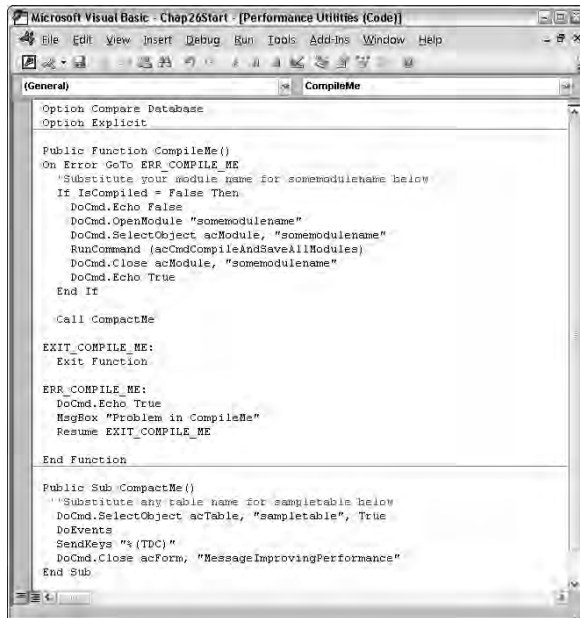 Microsoft Visual Basic - Chap26Start - [Performance Utilities (Code)]
File Edit View Insert Debug Run Tools Add-Ins Window Help
(General) CompileMe
Option Compare Database
Option Explicit
Public Function CompileMe()
On Error GoTo ERR_COMPILE_ME
'Substitute your module name for somemodulename below
If IsCompiled = False Then
DoCmd.Echo False
DoCmd.OpenModule "somemodulename"
DoCmd.SelectObject acModule, "somemodulename"
RunCommand (acCmdCompileAndSaveAllModules)
DoCmd.Close acModule, "somemodulename"
DoCmd.Echo True
End If
Call CompactMe
EXIT_COMPILE_ME:
Exit Function
ERR_COMPILE_ME:
DoCmd.Echo True
MsgBox "Problem in CompileMe"
Resume EXIT_COMPILE_ME
End Function
Public Sub CompactMe()
''Substitute any table name for sampletable below
DoCmd.SelectObject acTable, "sampletable", True
DoEvents
SendKeys "%(TDC)"
DoCmd.Close acForm, "MessageImprovingPerformance"
End Sub